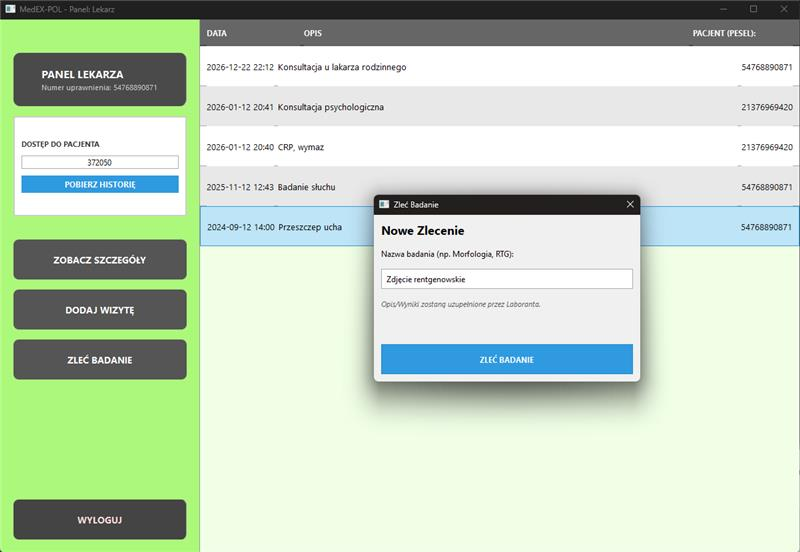 MedEX-POL - Panel: Lekarz
PANEL LEKARZA
Numer uprawnienia: 54768890871
DOSTĘP DO PACJENTA
372050
POBIERZ HISTORIĘ
ZOBACZ SZCZEGÓŁY
DODAJ WIZYTĘ
ZLEĆ BADANIE
WYLOGUJ
DATA OPIS PACJENT (PESEL):
2026-12-22 22:12 Konsultacja u lakarza rodzinnego 54768890871
2026-01-12 20:41 Konsultacja psychologiczna 21376969420
2026-01-12 20:40 CRP, wymaz 21376969420
2025-11-12 12:43 Badanie słuchu 54768890871
2024-09-12 14:00 Przeszczep ucha 54768890871
Zleć Badanie
Nowe Zlecenie
Nazwa badania (np. Morfologia, RTG):
Zdjęcie rentgenowskie
Opis/Wyniki zostaną uzupełnione przez Laboranta.
ZLEĆ BADANIE